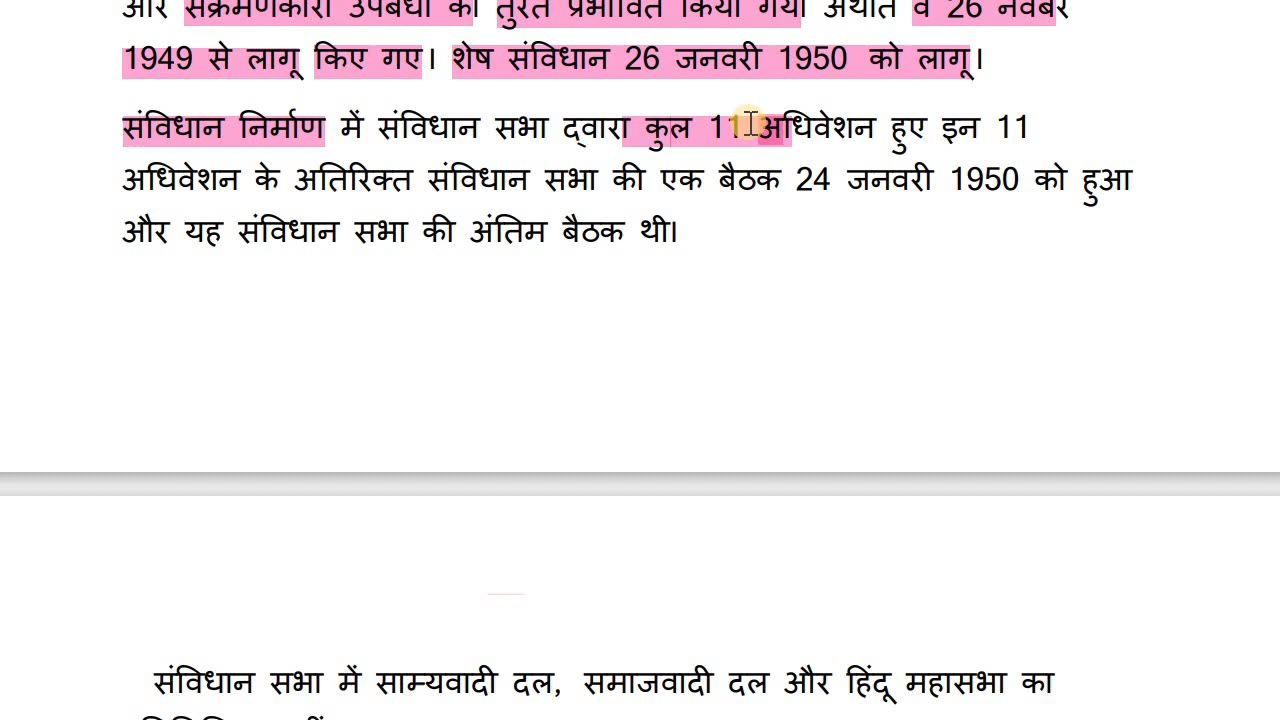 और संक्रमणकारी उपबंधों को तुरंत प्रभावित किया गया अर्थात वे 26 नवंबर
1949 से लागू किए गए। शेष संविधान 26 जनवरी 1950 को लागू।
संविधान निर्माण में संविधान सभा द्वारा कुल 11 अधिवेशन हुए इन 11
अधिवेशन के अतिरिक्त संविधान सभा की एक बैठक 24 जनवरी 1950 को हुआ
और यह संविधान सभा की अंतिम बैठक थी।
संविधान सभा में साम्यवादी दल, समाजवादी दल और हिंदू महासभा का